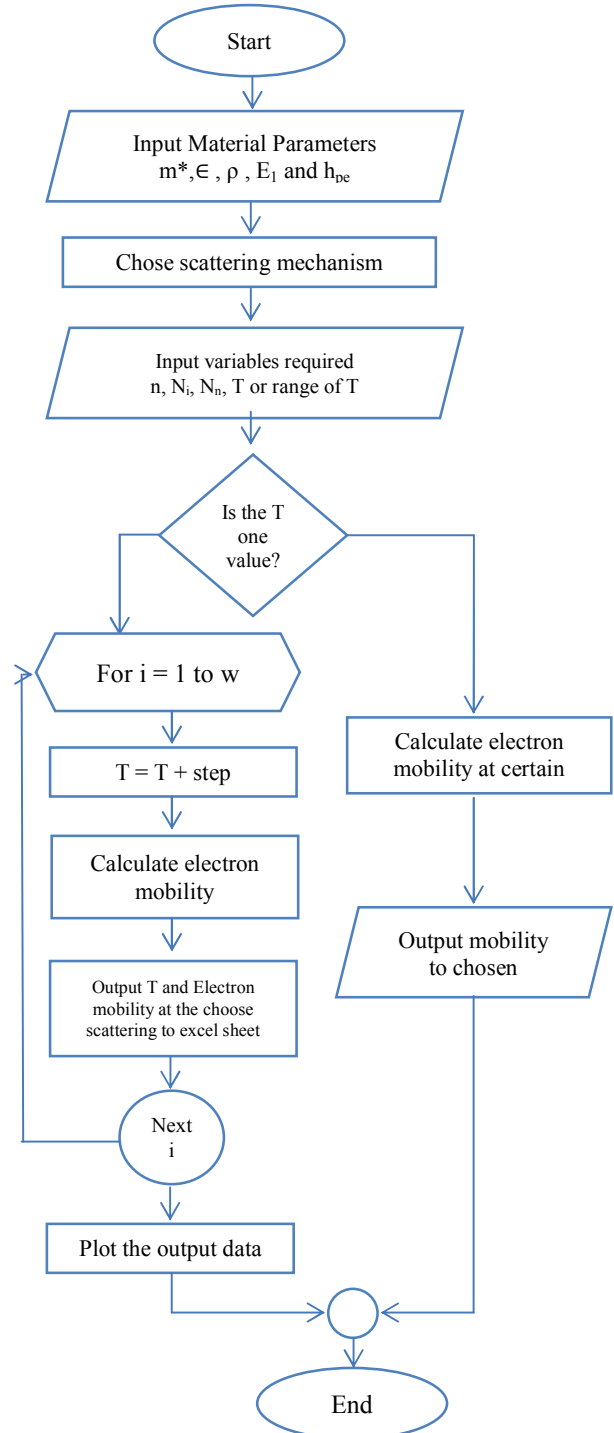 Start
Input Material Parameters
m*,∈ , ρ , E₁ and hₚₑ
Chose scattering mechanism
Input variables required
n, Nᵢ, Nₙ, T or range of T
Is the T
one
value?
For i = 1 to w
T = T + step
Calculate electron
mobility
Output T and Electron
mobility at the choose
scattering to excel sheet
Next
i
Plot the output data
Calculate electron
mobility at certain
Output mobility
to chosen
End